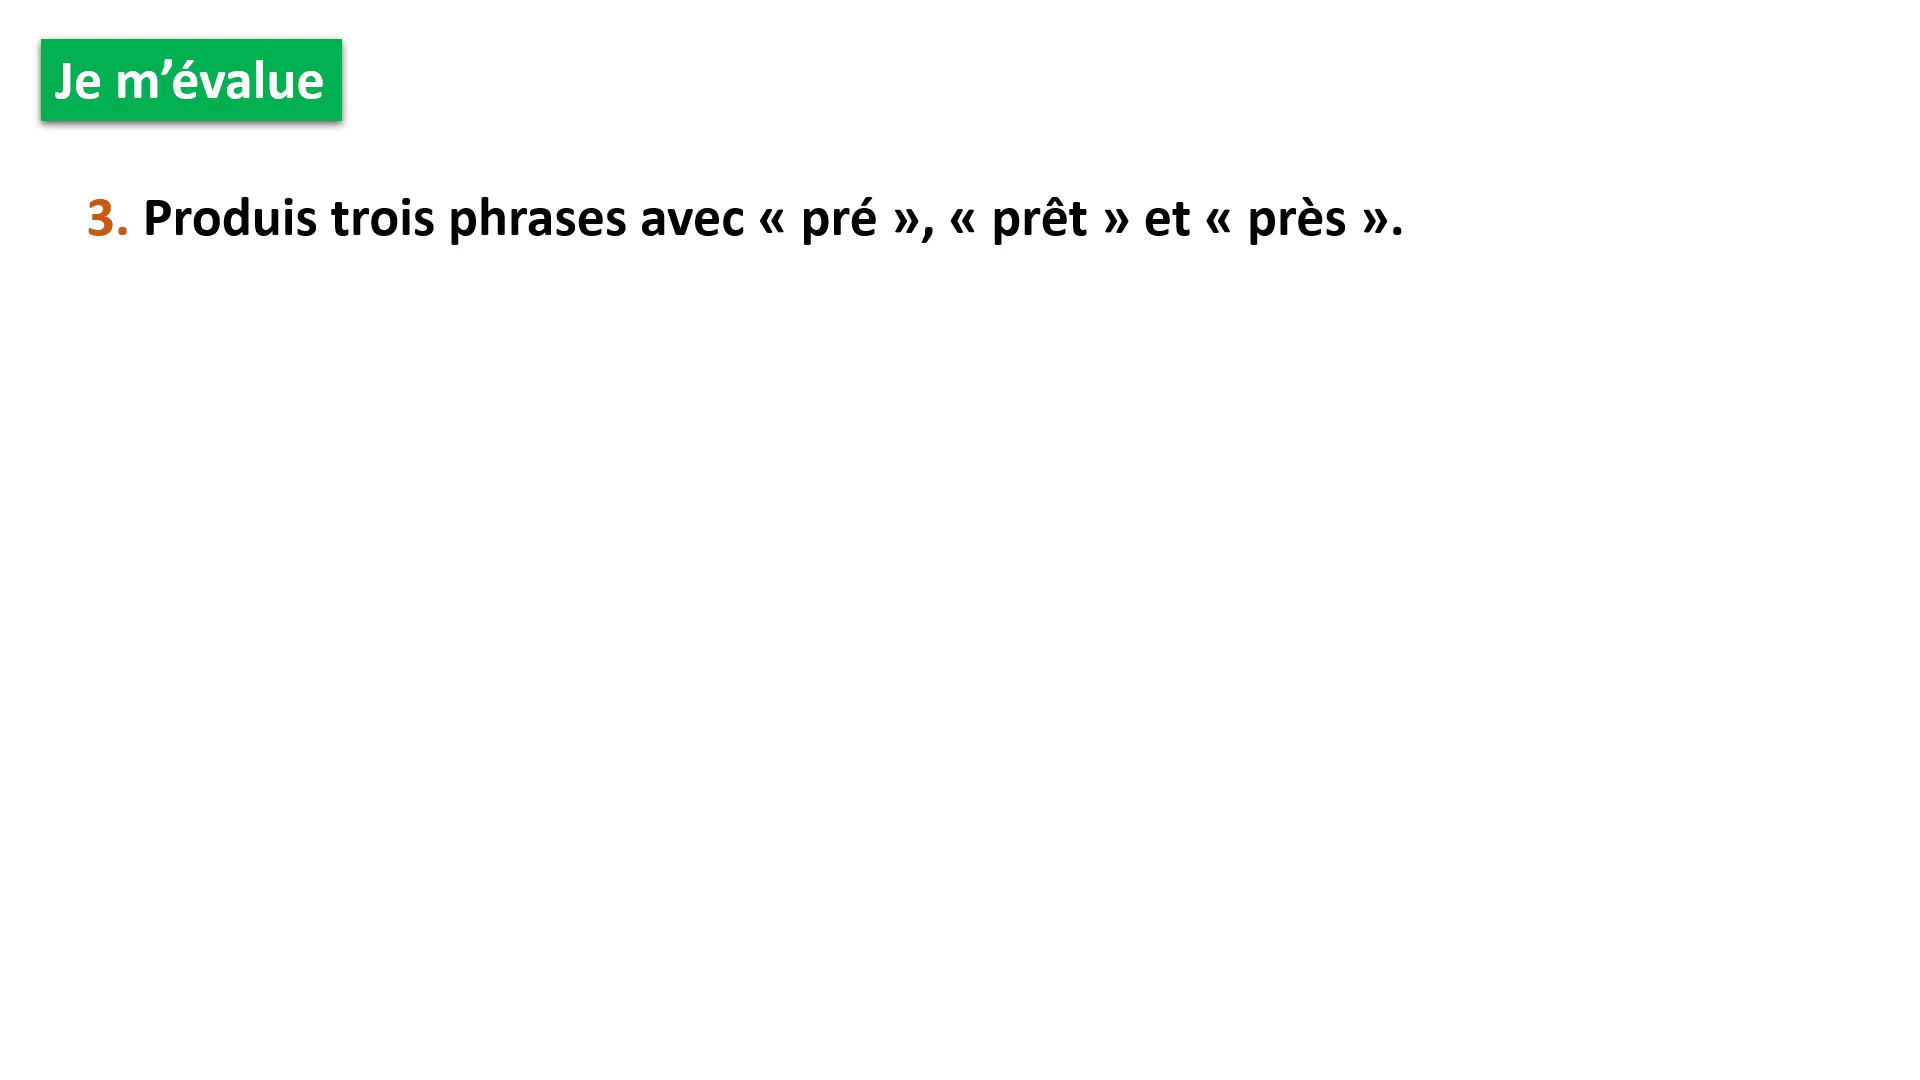 Je m’évalue
3. Produis trois phrases avec « pré », « prêt » et « près ».